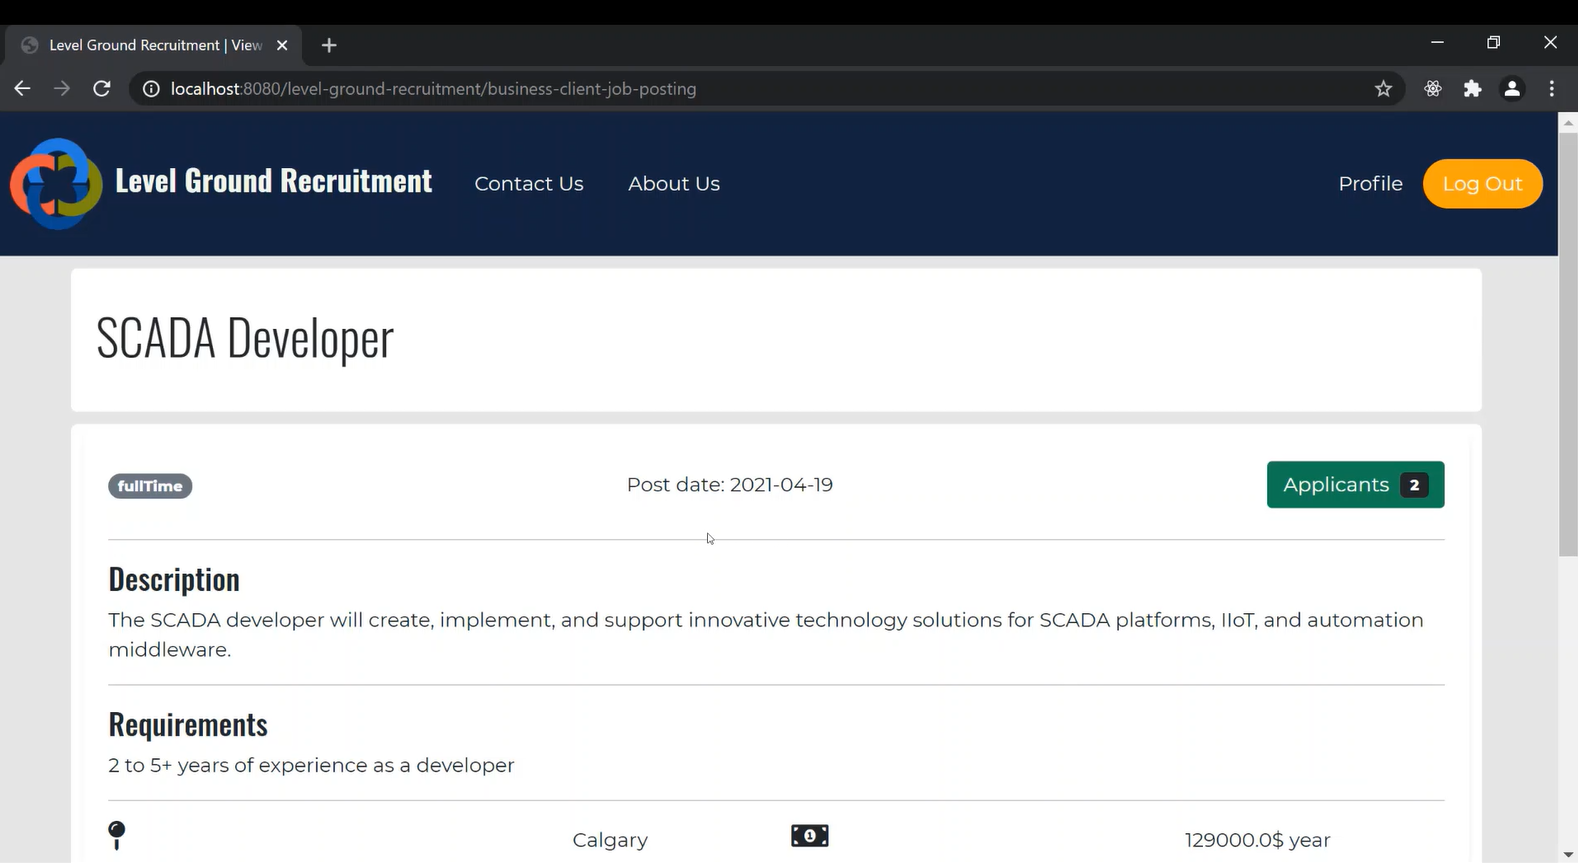 Level Ground Recruitment | View
localhost:8080/level-ground-recruitment/business-client-job-posting
Level Ground Recruitment Contact Us About Us Profile Log Out
SCADA Developer
fullTime Post date: 2021-04-19 Applicants 2
Description
The SCADA developer will create, implement, and support innovative technology solutions for SCADA platforms, IIoT, and automation
middleware.
Requirements
2 to 5+ years of experience as a developer
Calgary 1 129000.0$ year